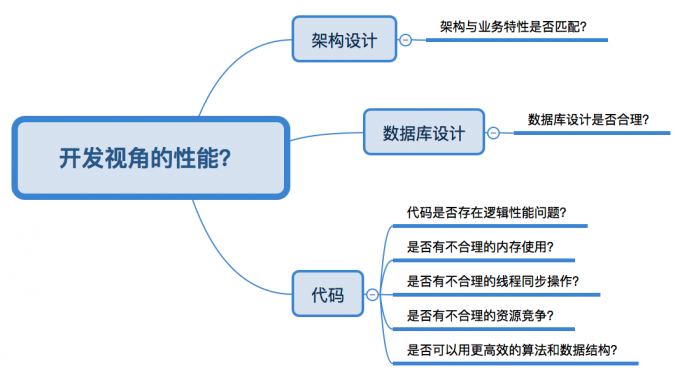 开发视角的性能?
架构设计
架构与业务特性是否匹配?
数据库设计
数据库设计是否合理?
代码
代码是否存在逻辑性能问题?
是否有不合理的内存使用?
是否有不合理的线程同步操作?
是否有不合理的资源竞争?
是否可以用更高效的算法和数据结构?